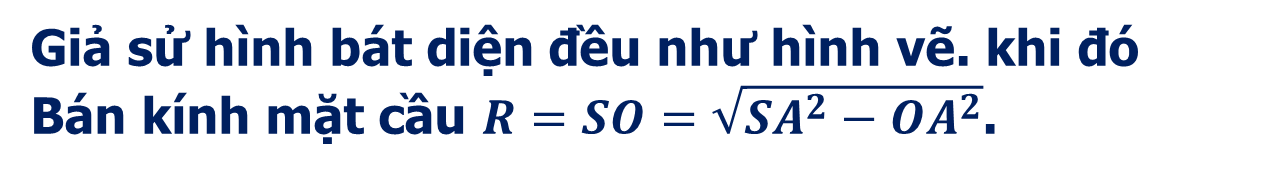 Giả sử hình bát diện đều như hình vẽ. khi đó
Bán kính mặt cầu R = SO = √SA² − OA².